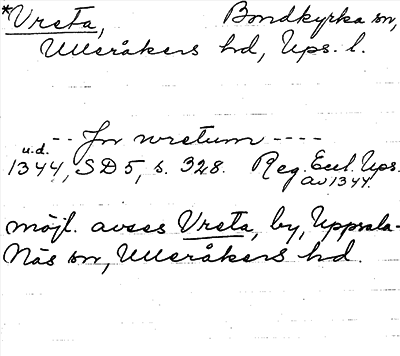 *Vreta, Bondkyrka sn,
Ulleråkers hd, Ups. l.
-- Jn wretum ----
u.d.
1344, SD 5, s. 328. Reg. Eccl. Ups.
av 1344.
möjl. avses Vreta, by, Uppsala-
Näs sn, Ulleråkers hd.